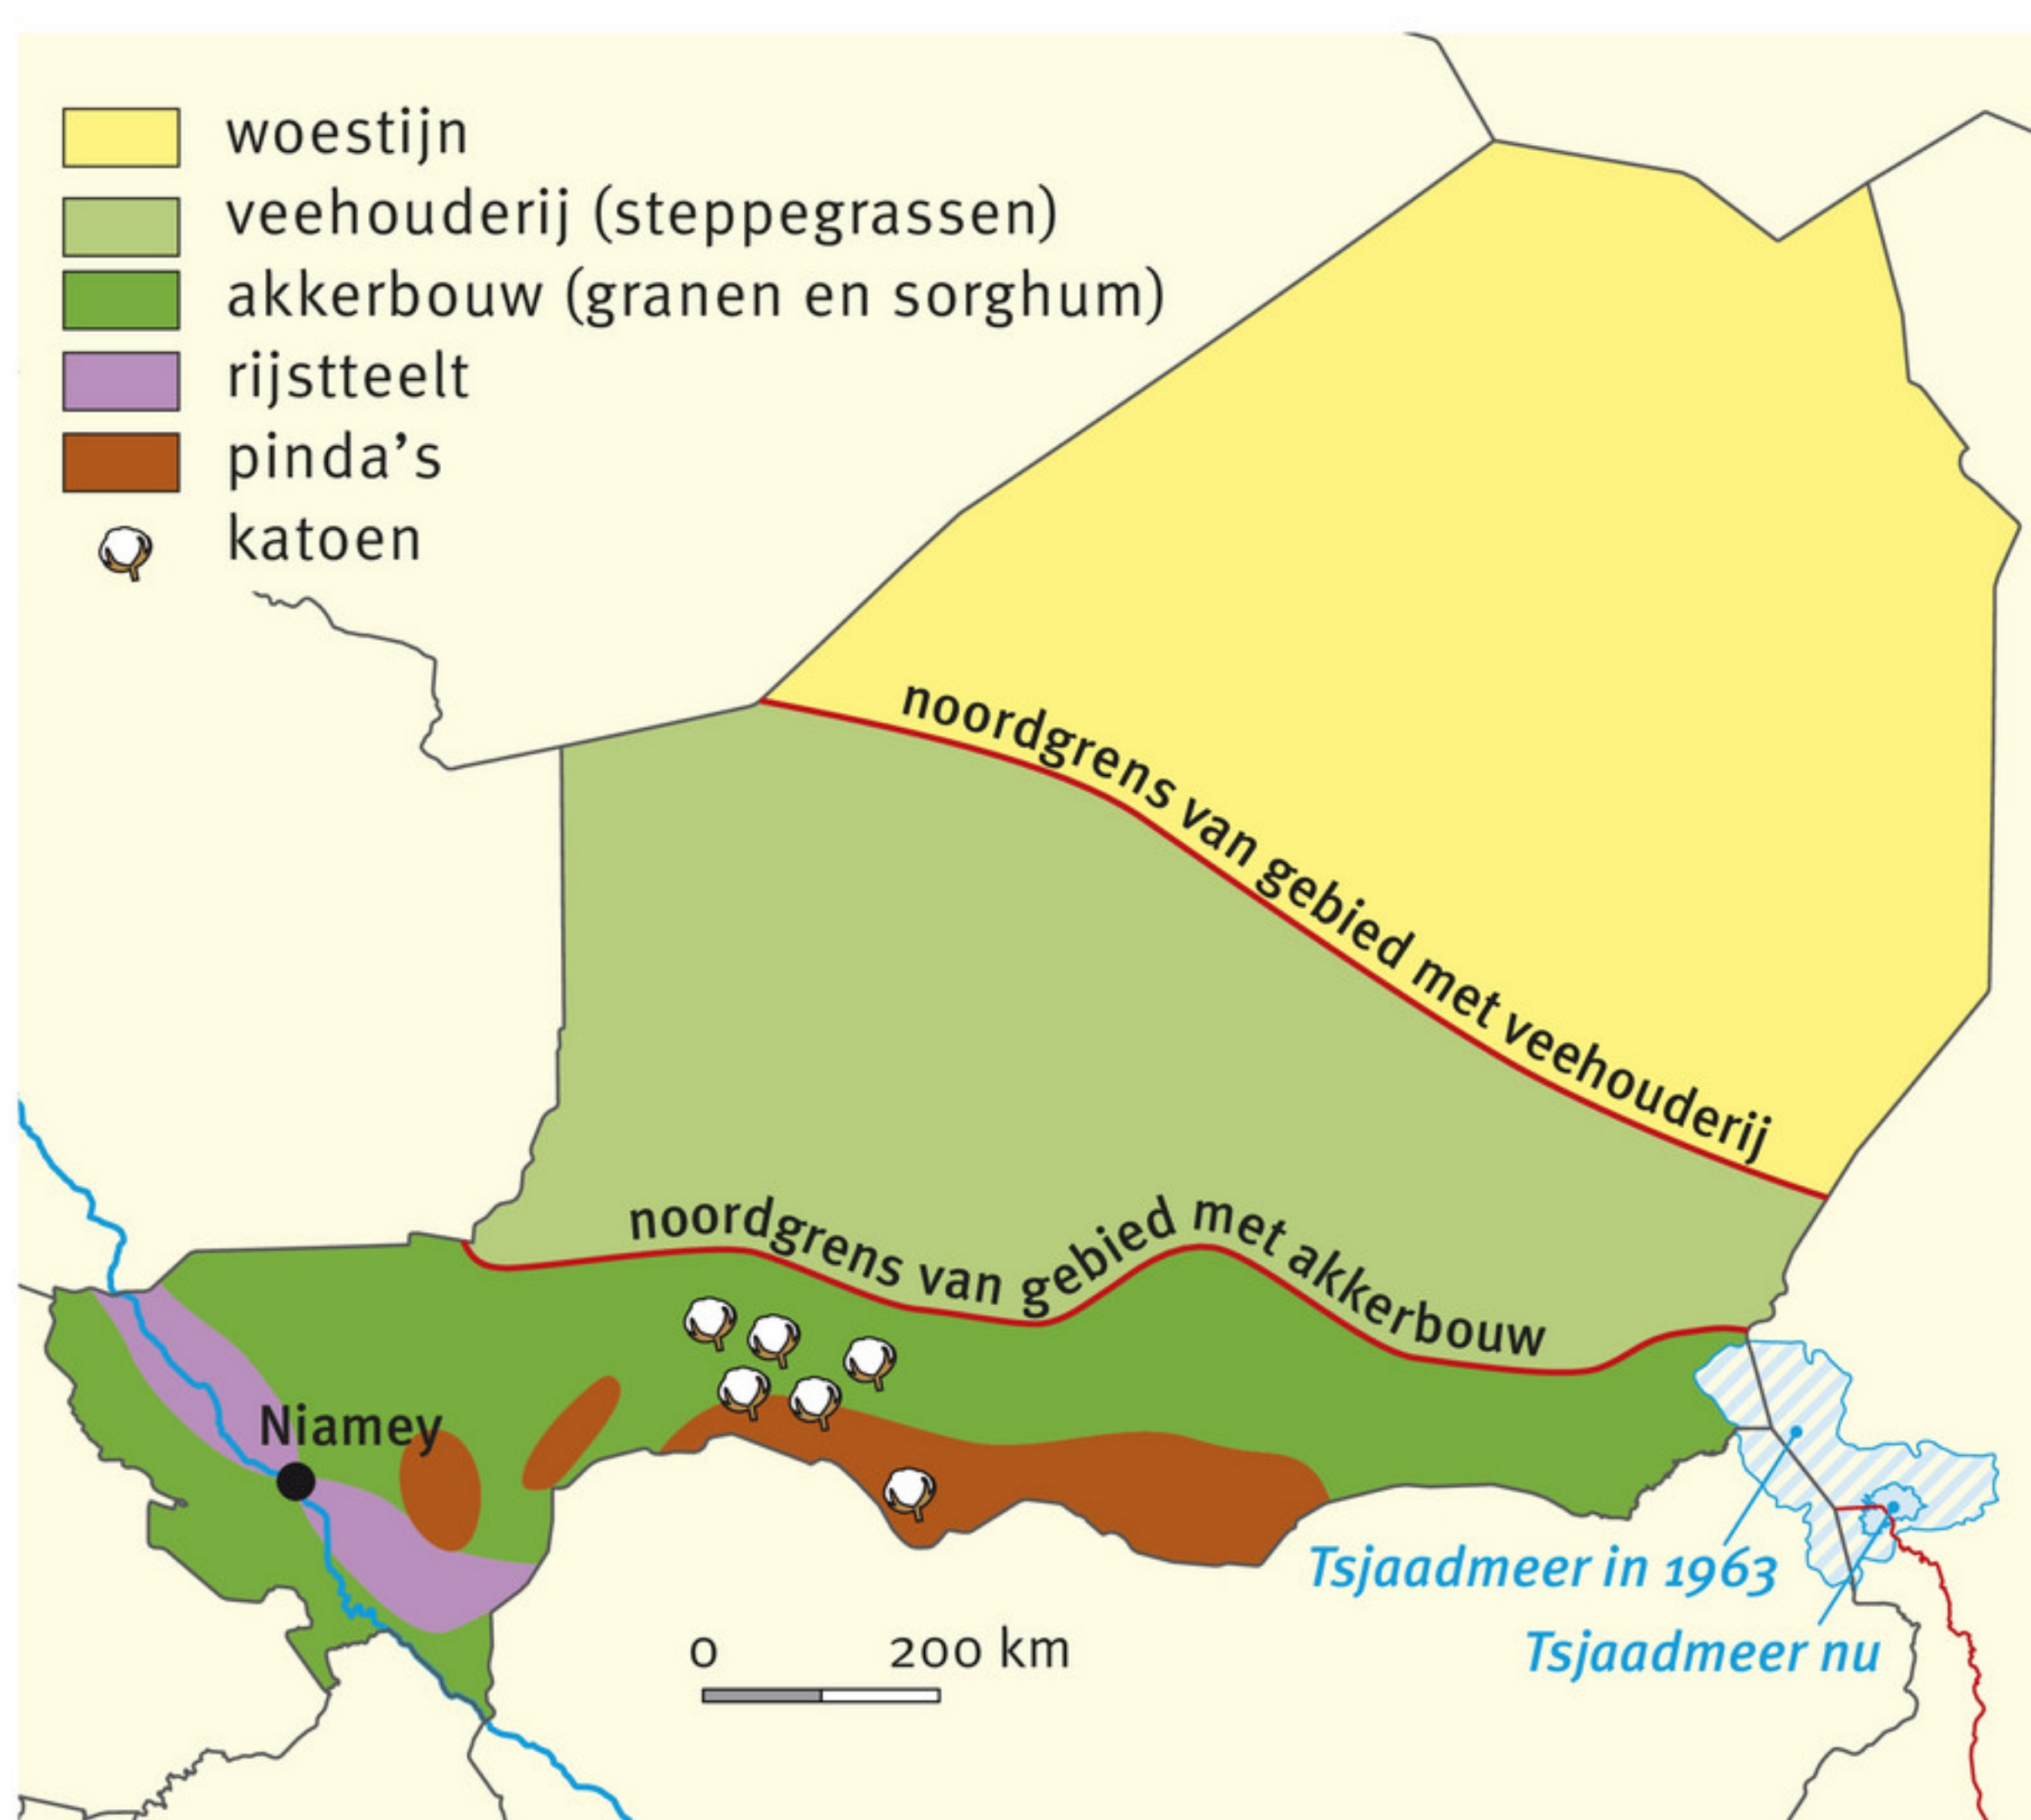 woestijn
veehouderij (steppegrassen)
akkerbouw (granen en sorghum)
rijstteelt
pinda's
katoen
noordgrens van gebied met veehouderij
noordgrens van gebied met akkerbouw
Niamey
Tsjaadmeer in 1963
Tsjaadmeer nu
0 200 km